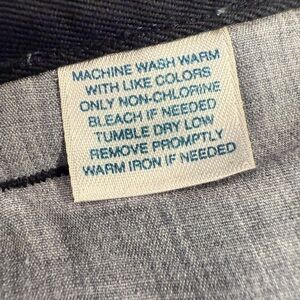 MACHINE WASH WARM
WITH LIKE COLORS
ONLY NON-CHLORINE
BLEACH IF NEEDED
TUMBLE DRY LOW
REMOVE PROMPTLY
WARM IRON IF NEEDED